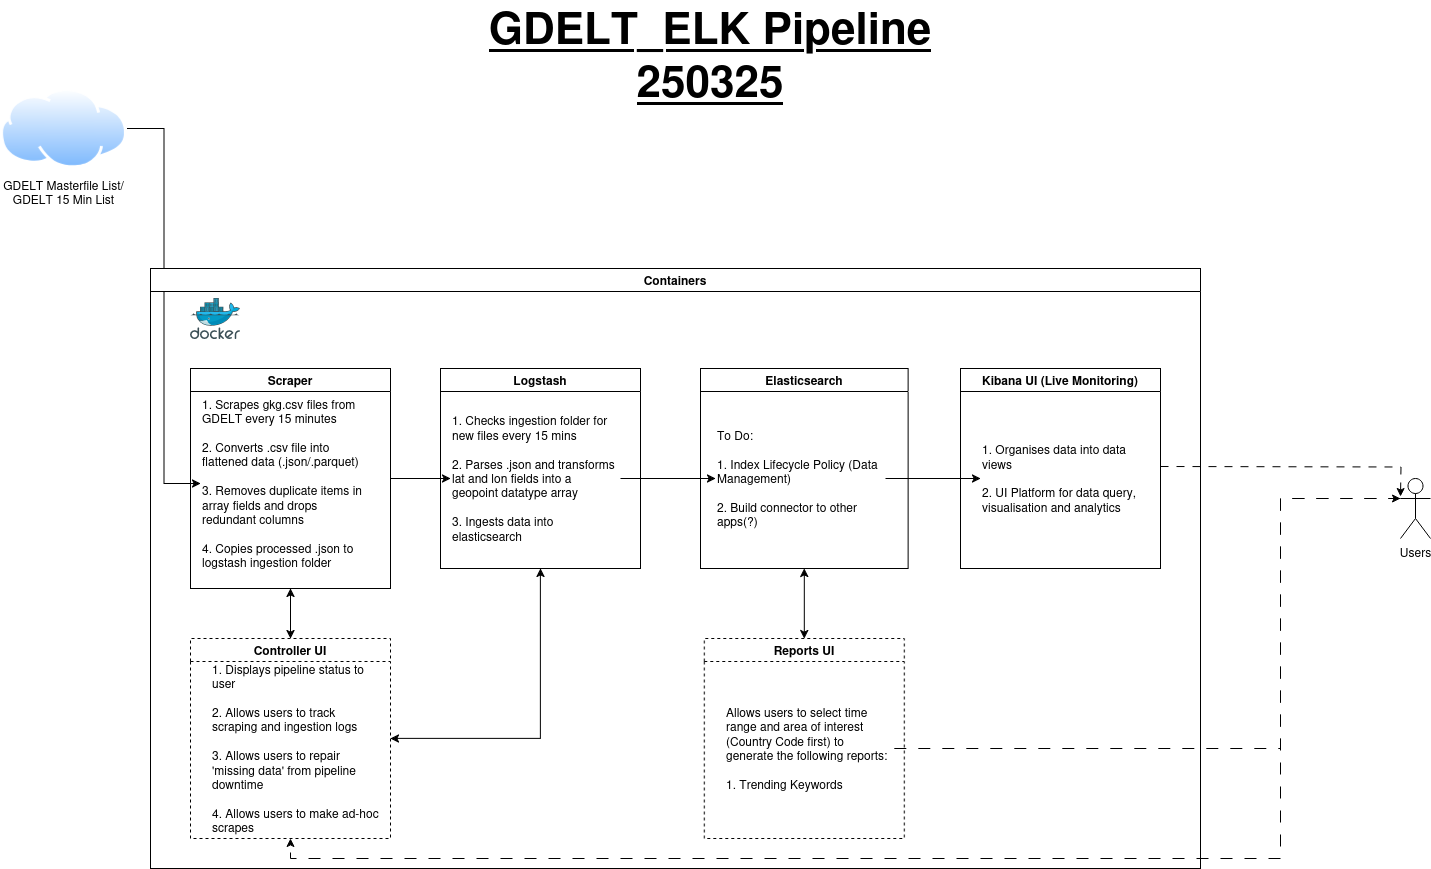 GDELT_ELK Pipeline
250325
GDELT Masterfile List/
GDELT 15 Min List
Containers
docker
Scraper
1. Scrapes gkg.csv files from
GDELT every 15 minutes
2. Converts .csv file into
flattened data (.json/.parquet)
3. Removes duplicate items in
array fields and drops
redundant columns
4. Copies processed .json to
logstash ingestion folder
Logstash
1. Checks ingestion folder for
new files every 15 mins
2. Parses .json and transforms
lat and lon fields into a
geopoint datatype array
3. Ingests data into
elasticsearch
Elasticsearch
To Do:
1. Index Lifecycle Policy (Data
Management)
2. Build connector to other
apps(?)
Kibana UI (Live Monitoring)
1. Organises data into data
views
2. UI Platform for data query,
visualisation and analytics
Users
Controller UI
1. Displays pipeline status to
user
2. Allows users to track
scraping and ingestion logs
3. Allows users to repair
'missing data' from pipeline
downtime
4. Allows users to make ad-hoc
scrapes
Reports UI
Allows users to select time
range and area of interest
(Country Code first) to
generate the following reports:
1. Trending Keywords